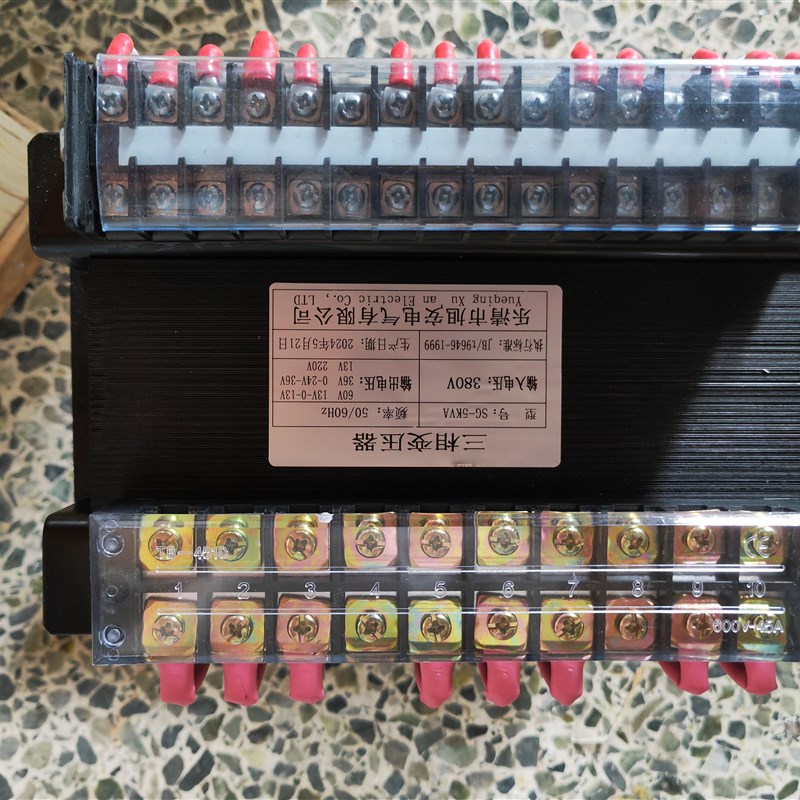 三相变压器
型 号: SG-5KVA 频率: 50/60Hz
输入电压: 380V 输出电压: 60V 13V-0-13V
36V 0-24V-36V
13V 220V
执行标准: JB/t9646-1999 生产日期: 2024年5月21日
乐清市旭安电气有限公司
Yueqing Xu,an Electric Co., LTD
TB-4510
1 2 3 4 5 6 7 8 9 10
600V 45A